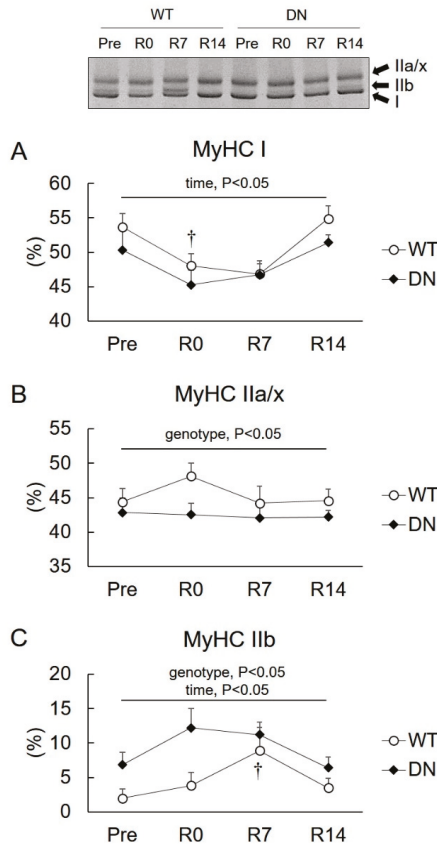 WT DN
Pre R0 R7 R14 Pre R0 R7 R14
IIa/x
IIb
I
A
MyHC I
time, P<0.05
†
60
55
50
45
40
(%)
Pre R0 R7 R14
WT
DN
B
MyHC IIa/x
genotype, P<0.05
55
50
45
40
35
(%)
Pre R0 R7 R14
WT
DN
C
MyHC IIb
genotype, P<0.05
time, P<0.05
20
15
10
5
0
(%)
†
Pre R0 R7 R14
WT
DN